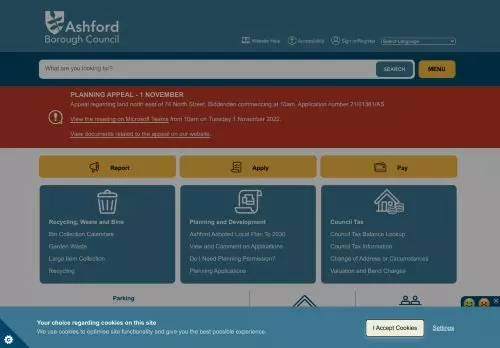 Ashford
Borough Council
Website Help
Accessibility
Sign in/Register
Select Language
What are you looking for?
SEARCH
MENU
PLANNING APPEAL - 1 NOVEMBER
Appeal regarding land north east of 74 North Street, Biddenden commencing at 10am. Application number 21/01361/AS
View the meeting on Microsoft Teams from 10am on Tuesday 1 November 2022.
View documents related to the appeal on our website.
Report
Apply
Pay
Recycling, Waste and Bins
Bin Collection Calendars
Garden Waste
Large Item Collection
Recycling
Planning and Development
Ashford Adopted Local Plan To 2030
View and Comment on Applications
Do I Need Planning Permission?
Planning Applications
Council Tax
Council Tax Balance Lookup
Council Tax Information
Change of Address or Circumstances
Valuation and Band Charges
Parking
Your choice regarding cookies on this site
We use cookies to optimise site functionality and give you the best possible experience.
I Accept Cookies
Settings